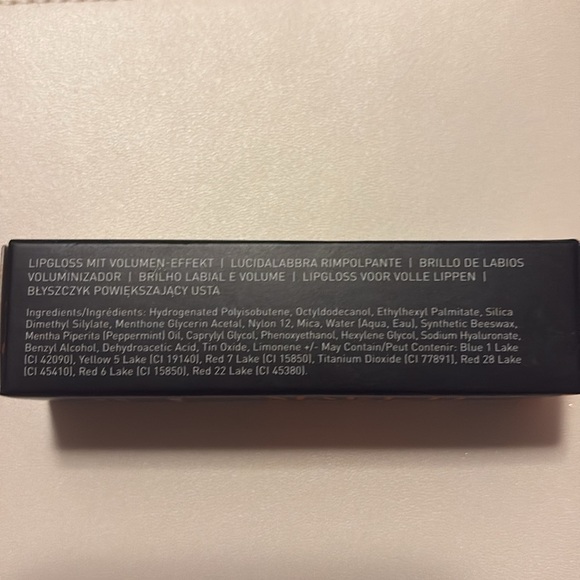 LIPGLOSS MIT VOLUMEN-EFFEKT | LUCIDALABBRA RIMPOLPANTE | BRILLO DE LABIOS
VOLUMINIZADOR | BRILHO LABIAL E VOLUME | LIPGLOSS VOOR VOLLE LIPPEN |
BŁYSZCZYK POWIĘKSZAJĄCY USTA
Ingredients/Ingrédients: Hydrogenated Polyisobutene, Octyldodecanol, Ethylhexyl Palmitate, Silica
Dimethyl Silylate, Menthone Glycerin Acetal, Nylon 12, Mica, Water (Aqua, Eau), Synthetic Beeswax,
Mentha Piperita (Peppermint) Oil, Caprylyl Glycol, Phenoxyethanol, Hexylene Glycol, Sodium Hyaluronate,
Benzyl Alcohol, Dehydroacetic Acid, Tin Oxide, Limonene +/- May Contain/Peut Contenir: Blue 1 Lake
(CI 42090), Yellow 5 Lake (CI 19140), Red 7 Lake (CI 15850), Titanium Dioxide (CI 77891), Red 28 Lake
(CI 45410), Red 6 Lake (CI 15850), Red 22 Lake (CI 45380).